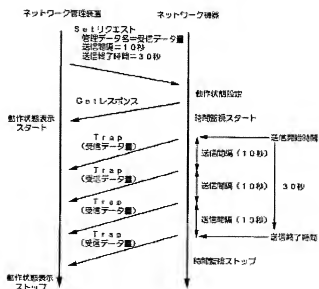 ネットワーク管理装置
ネットワーク機器
Setリクエスト
管理データ名=受信データ量
送信間隔=10秒
送信終了時間=30秒
動作状態設定
Getレスポンス
動作状態表示
スタート
時間監視スタート
Trap
(受信データ量)
送信開始時間
送信間隔(10秒)
Trap
(受信データ量)
送信間隔(10秒)
30秒
Trap
(受信データ量)
送信間隔(10秒)
Trap
(受信データ量)
送信終了時間
時間監視ストップ
動作状態表示
ストップ